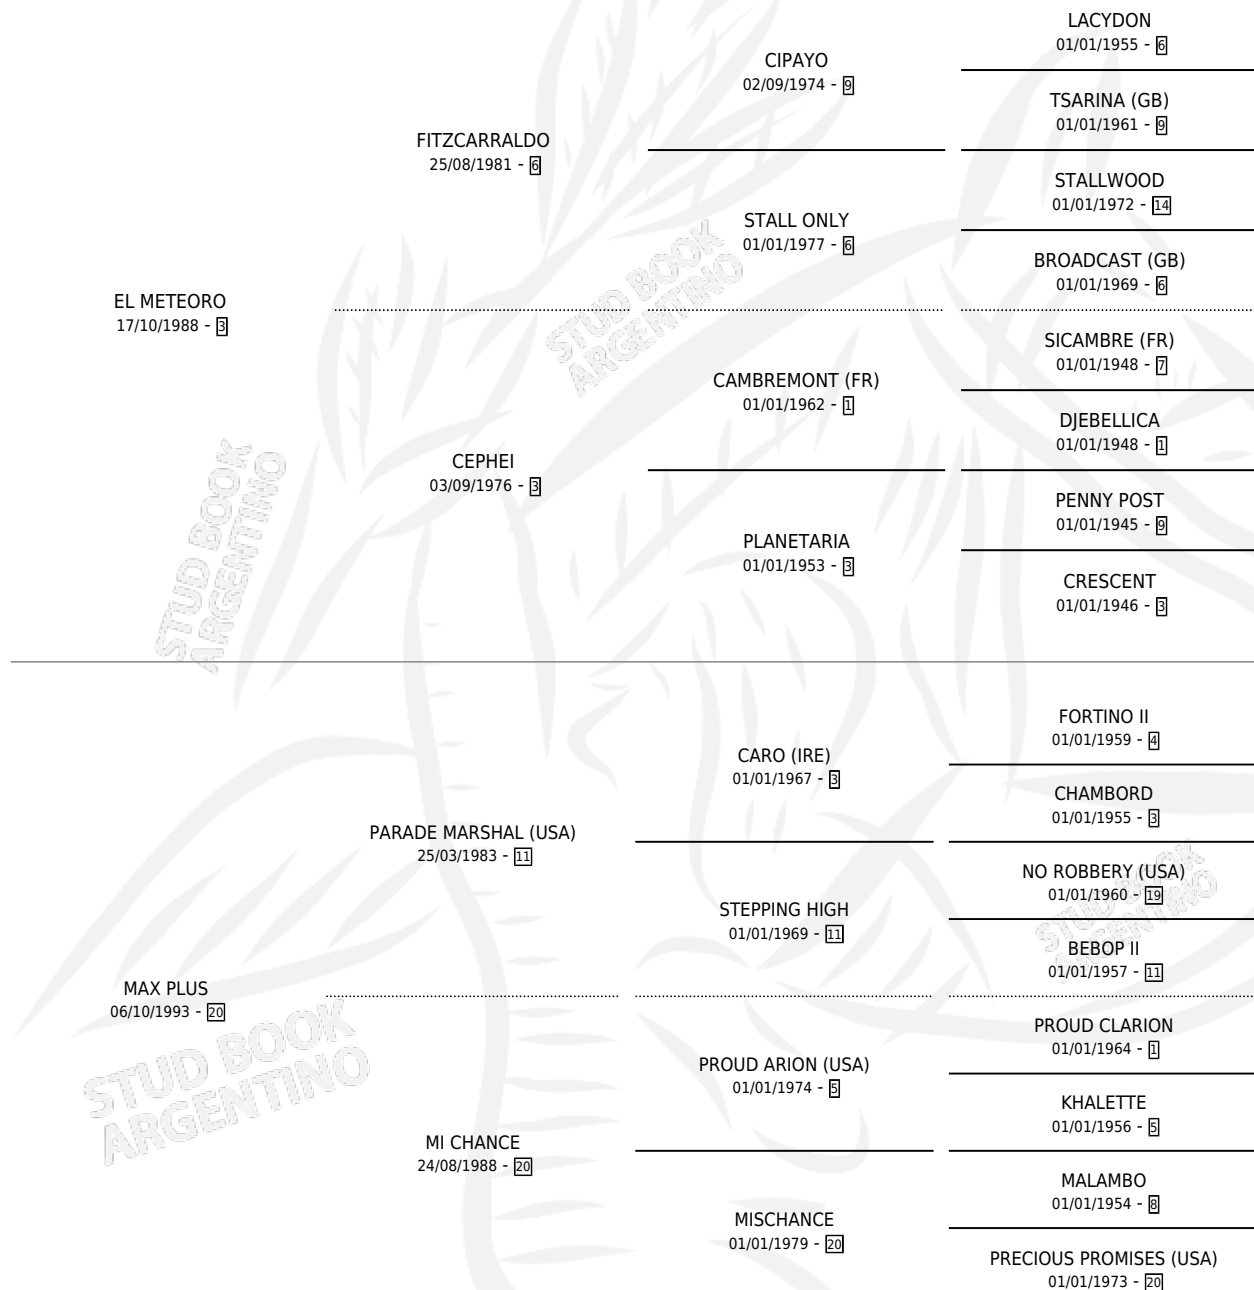 LACYDON
01/01/1955 - 6
CIPAYO
02/09/1974 - 9
TSARINA (GB)
01/01/1961 - 9
FITZCARRALDO
25/08/1981 - 6
STALLWOOD
01/01/1972 - 14
STALL ONLY
01/01/1977 - 6
BROADCAST (GB)
01/01/1969 - 6
EL METEORO
17/10/1988 - 3
STUD BOOK
ARGENTINO
SICAMBRE (FR)
01/01/1948 - 7
CAMBREMONT (FR)
01/01/1962 - 1
DJEBELLICA
01/01/1948 - 1
CEPHEI
03/09/1976 - 3
PENNY POST
01/01/1945 - 9
PLANETARIA
01/01/1953 - 3
CRESCENT
01/01/1946 - 3
STUD BOOK
ARGENTINO
FORTINO II
01/01/1959 - 4
CARO (IRE)
01/01/1967 - 3
CHAMBORD
01/01/1955 - 3
PARADE MARSHAL (USA)
25/03/1983 - 11
NO ROBBERY (USA)
01/01/1960 - 19
STEPPING HIGH
01/01/1969 - 11
STUD BOOK
ARGENTINO
BEBOP II
01/01/1957 - 11
MAX PLUS
06/10/1993 - 20
PROUD CLARION
01/01/1964 - 1
PROUD ARION (USA)
01/01/1974 - 5
STUD BOOK
ARGENTINO
KHALETTE
01/01/1956 - 5
MI CHANCE
24/08/1988 - 20
MALAMBO
01/01/1954 - 8
MISCHANCE
01/01/1979 - 20
PRECIOUS PROMISES (USA)
01/01/1973 - 20